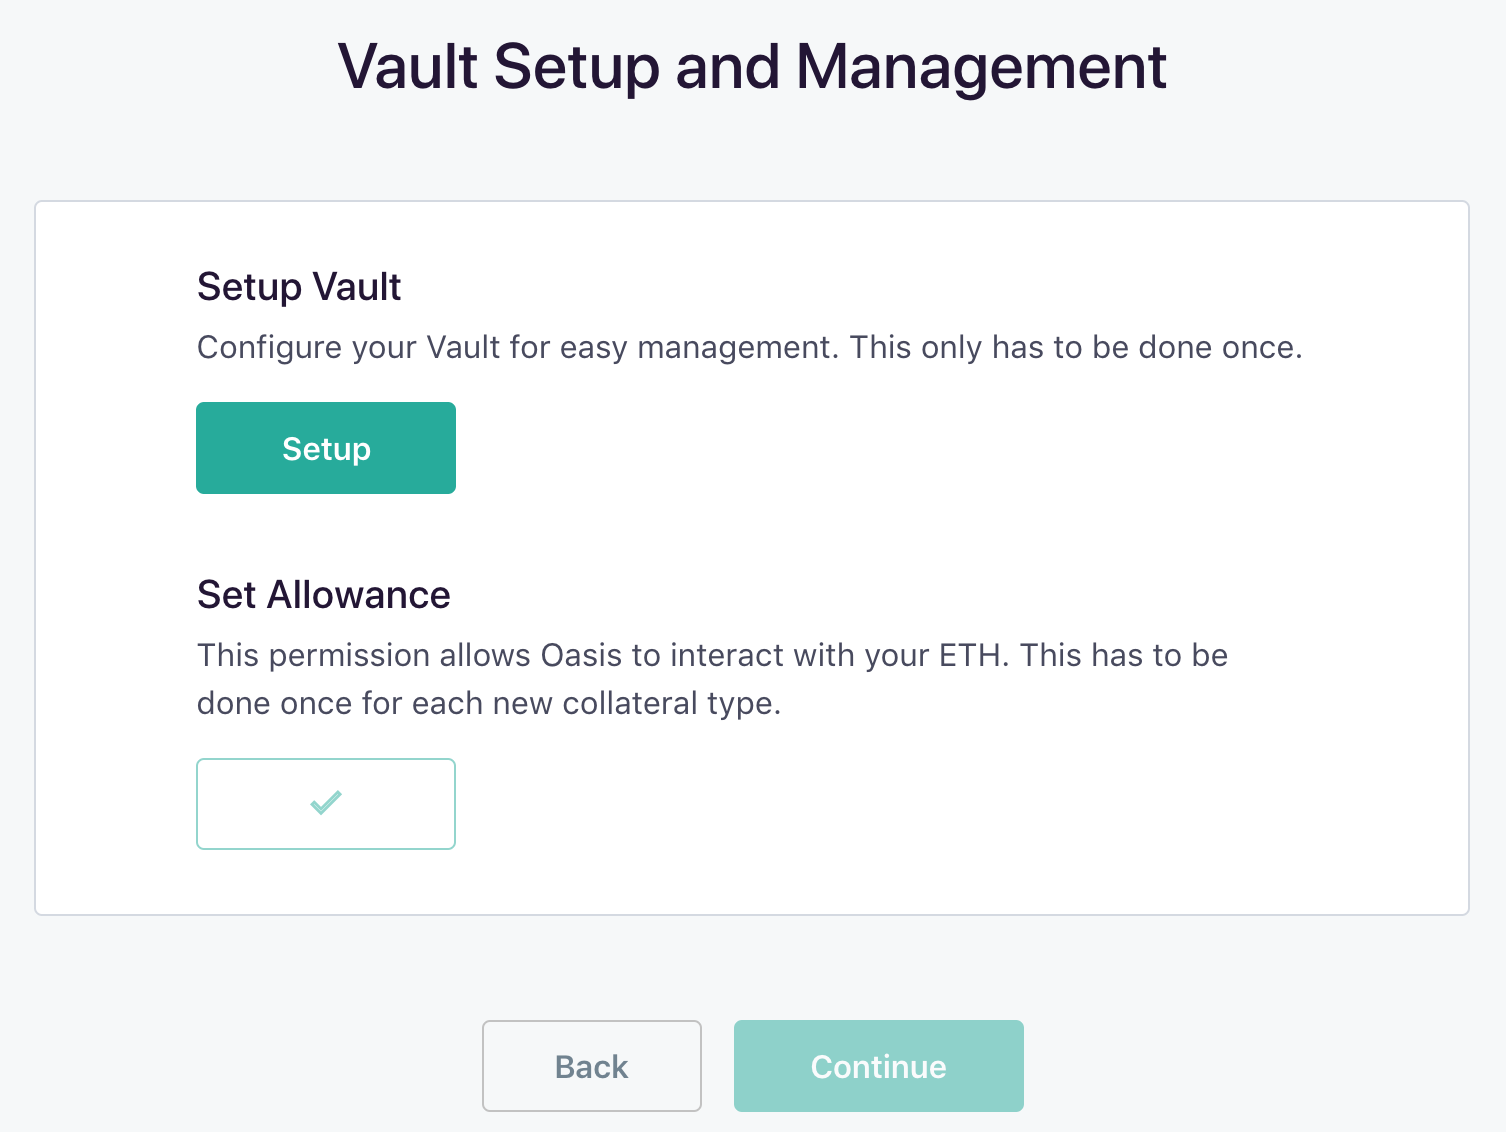 Vault Setup and Management
Setup Vault
Configure your Vault for easy management. This only has to be done once.
Setup
Set Allowance
This permission allows Oasis to interact with your ETH. This has to be
done once for each new collateral type.
Back
Continue